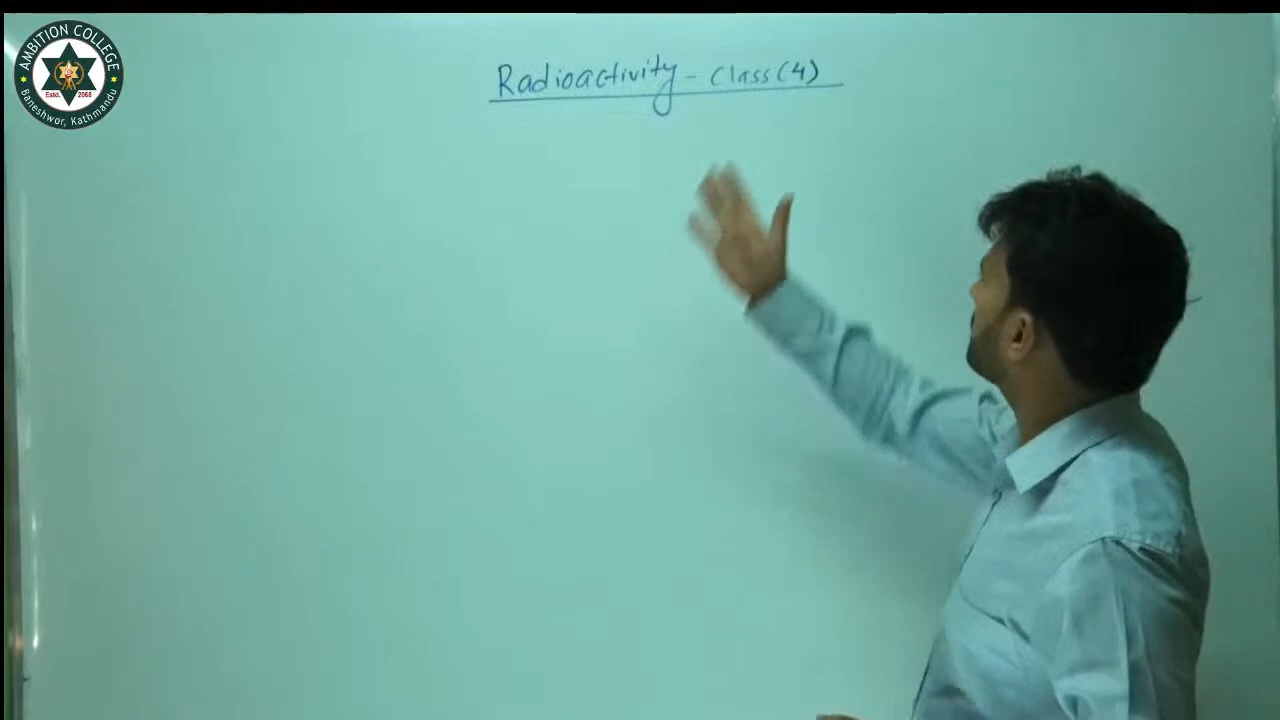 AMBITION COLLEGE
Estd. 2068
Baneshwor, Kathmandu
Radioactivity - Class (4)